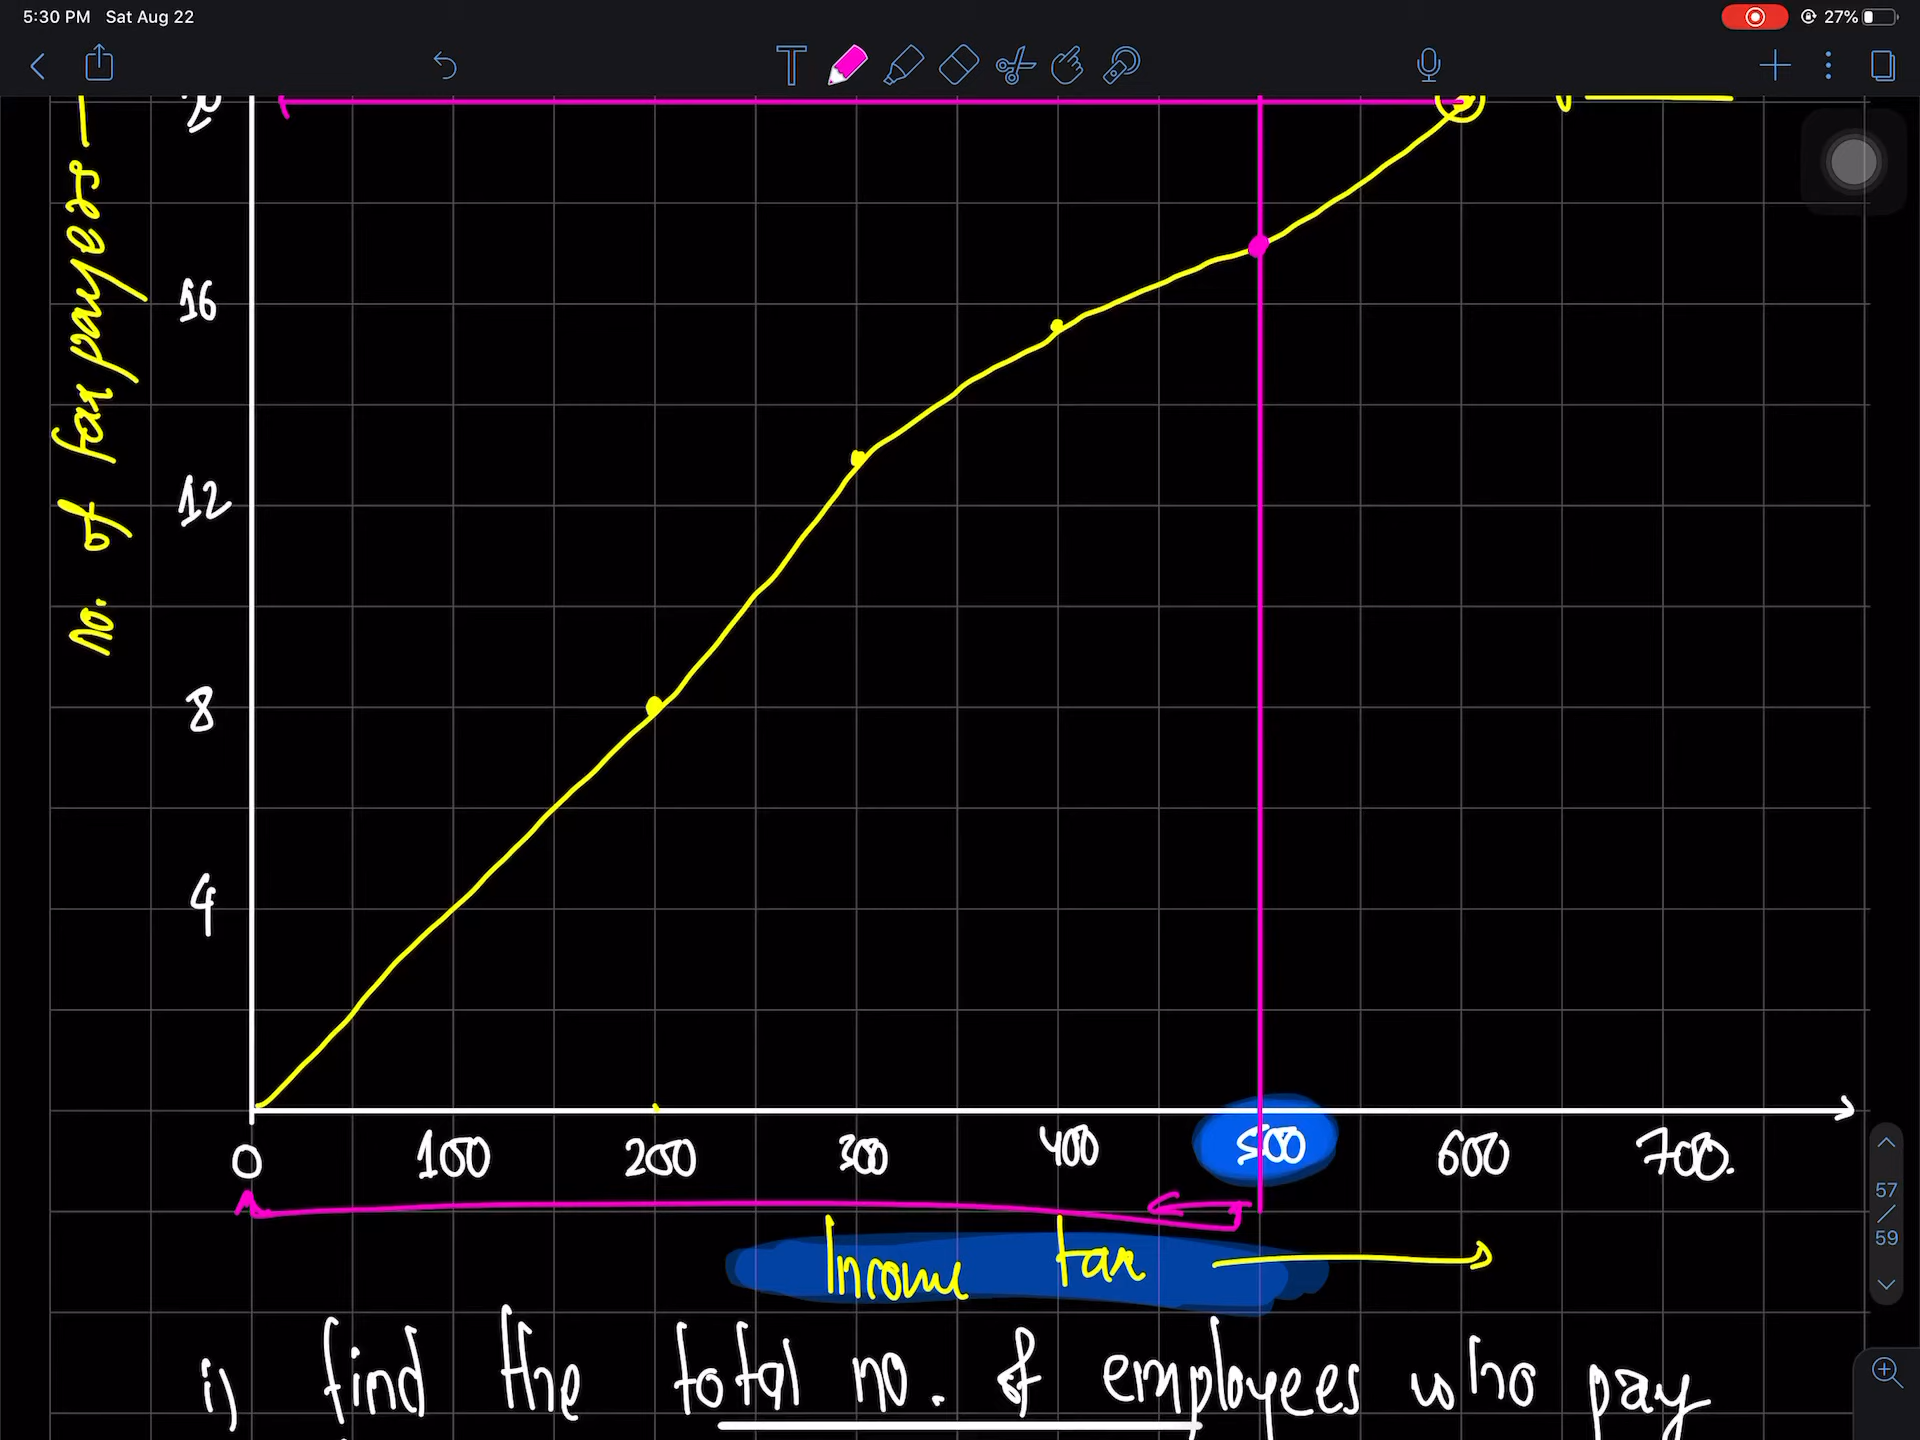 5:30 PM Sat Aug 22
27%
T
no. of tax payers
16
12
8
4
0 100 200 300 400 500 600 700.
57
/
59
Income tax
i) find the total no. of employees who pay